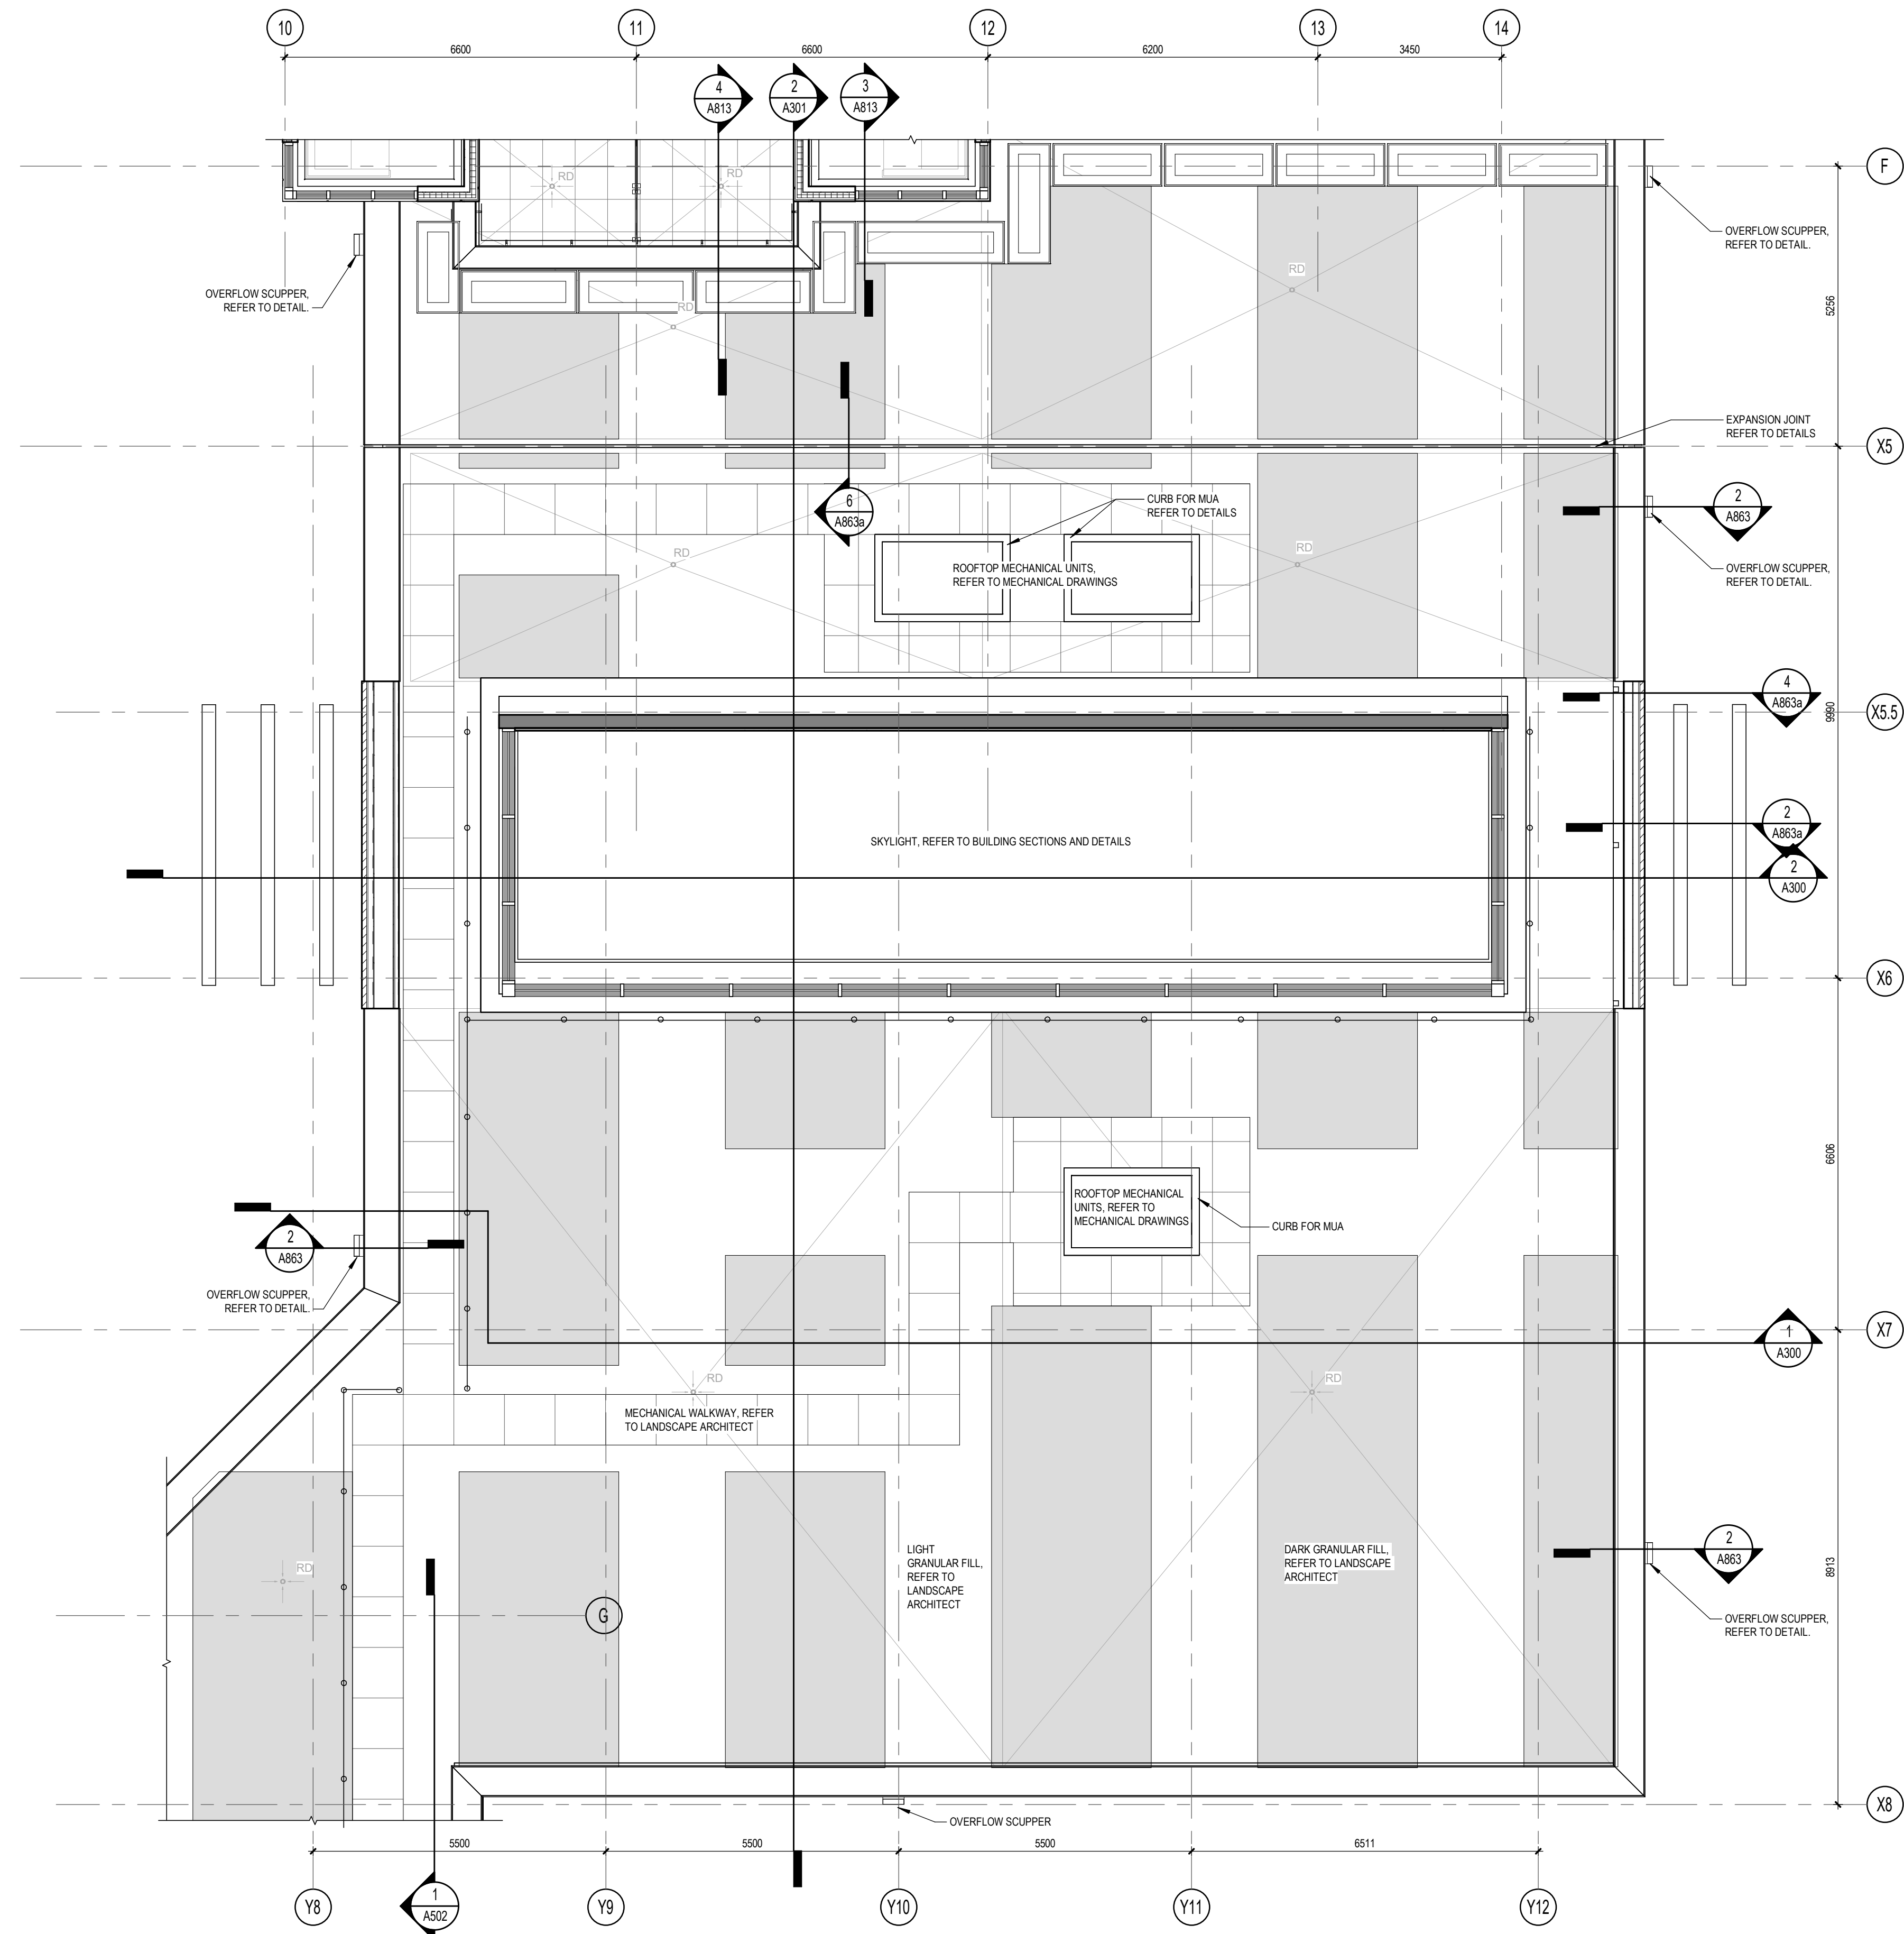 10
11
12
13
14
6600
6600
6200
3450
4
A813
2
A301
3
A813
F
RD
RD
OVERFLOW SCUPPER,
REFER TO DETAIL.
OVERFLOW SCUPPER,
REFER TO DETAIL.
RD
RD
5256
EXPANSION JOINT
REFER TO DETAILS
X5
6
A863a
CURB FOR MUA
REFER TO DETAILS
2
A863
RD
RD
ROOFTOP MECHANICAL UNITS,
REFER TO MECHANICAL DRAWINGS
OVERFLOW SCUPPER,
REFER TO DETAIL.
4
A863a
9990
X5.5
SKYLIGHT, REFER TO BUILDING SECTIONS AND DETAILS
2
A863a
2
A300
X6
6606
ROOFTOP MECHANICAL
UNITS, REFER TO
MECHANICAL DRAWINGS
CURB FOR MUA
2
A863
OVERFLOW SCUPPER,
REFER TO DETAIL.
1
A300
X7
RD
RD
MECHANICAL WALKWAY, REFER
TO LANDSCAPE ARCHITECT
LIGHT
GRANULAR FILL,
REFER TO
LANDSCAPE
ARCHITECT
DARK GRANULAR FILL,
REFER TO LANDSCAPE
ARCHITECT
2
A863
RD
8913
G
OVERFLOW SCUPPER,
REFER TO DETAIL.
X8
OVERFLOW SCUPPER
5500
5500
5500
6511
1
A502
Y8
Y9
Y10
Y11
Y12